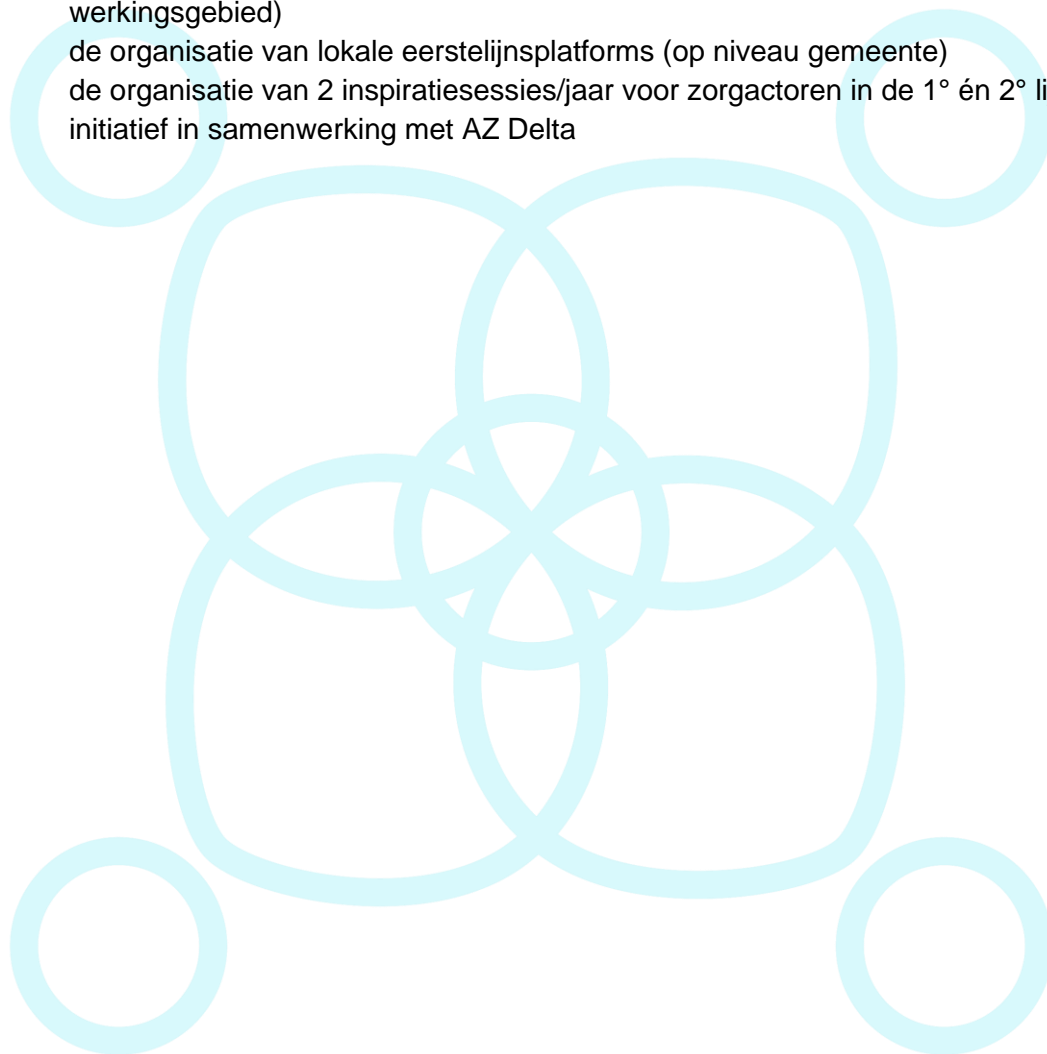 werkingsgebied)
de organisatie van lokale eerstelijnsplatforms (op niveau gemeente)
de organisatie van 2 inspiratiesessies/jaar voor zorgactoren in de 1° én 2° li
initiatief in samenwerking met AZ Delta